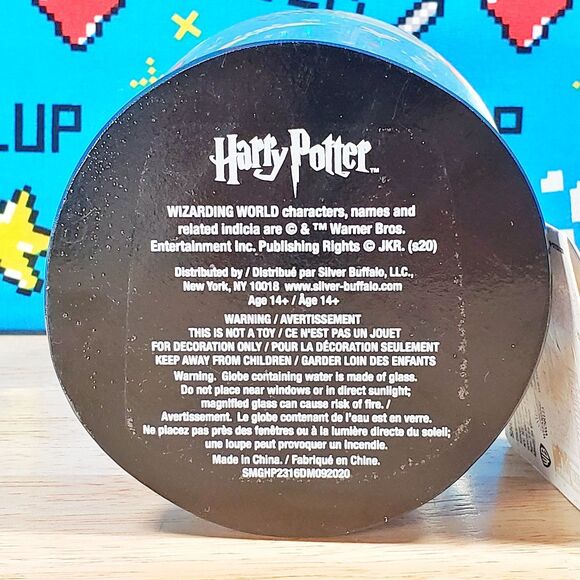 LUP
Harry Potter™
WIZARDING WORLD characters, names and
related indicia are © & ™ Warner Bros.
Entertainment Inc. Publishing Rights © JKR. (s20)
Distributed by / Distribué par Silver Buffalo, LLC.,
New York, NY 10018 www.silver-buffalo.com
Age 14+ / Âge 14+
WARNING / AVERTISSEMENT
THIS IS NOT A TOY / CE N'EST PAS UN JOUET
FOR DECORATION ONLY / POUR LA DÉCORATION SEULEMENT
KEEP AWAY FROM CHILDREN / GARDER LOIN DES ENFANTS
Warning. Globe containing water is made of glass.
Do not place near windows or in direct sunlight;
magnified glass can cause risk of fire. /
Avertissement. Le globe contenant de l'eau est en verre.
Ne placez pas près des fenêtres ou à la lumière directe du soleil;
une loupe peut provoquer un incendie.
Made in China. / Fabriqué en Chine.
SMGHP2316DM092020